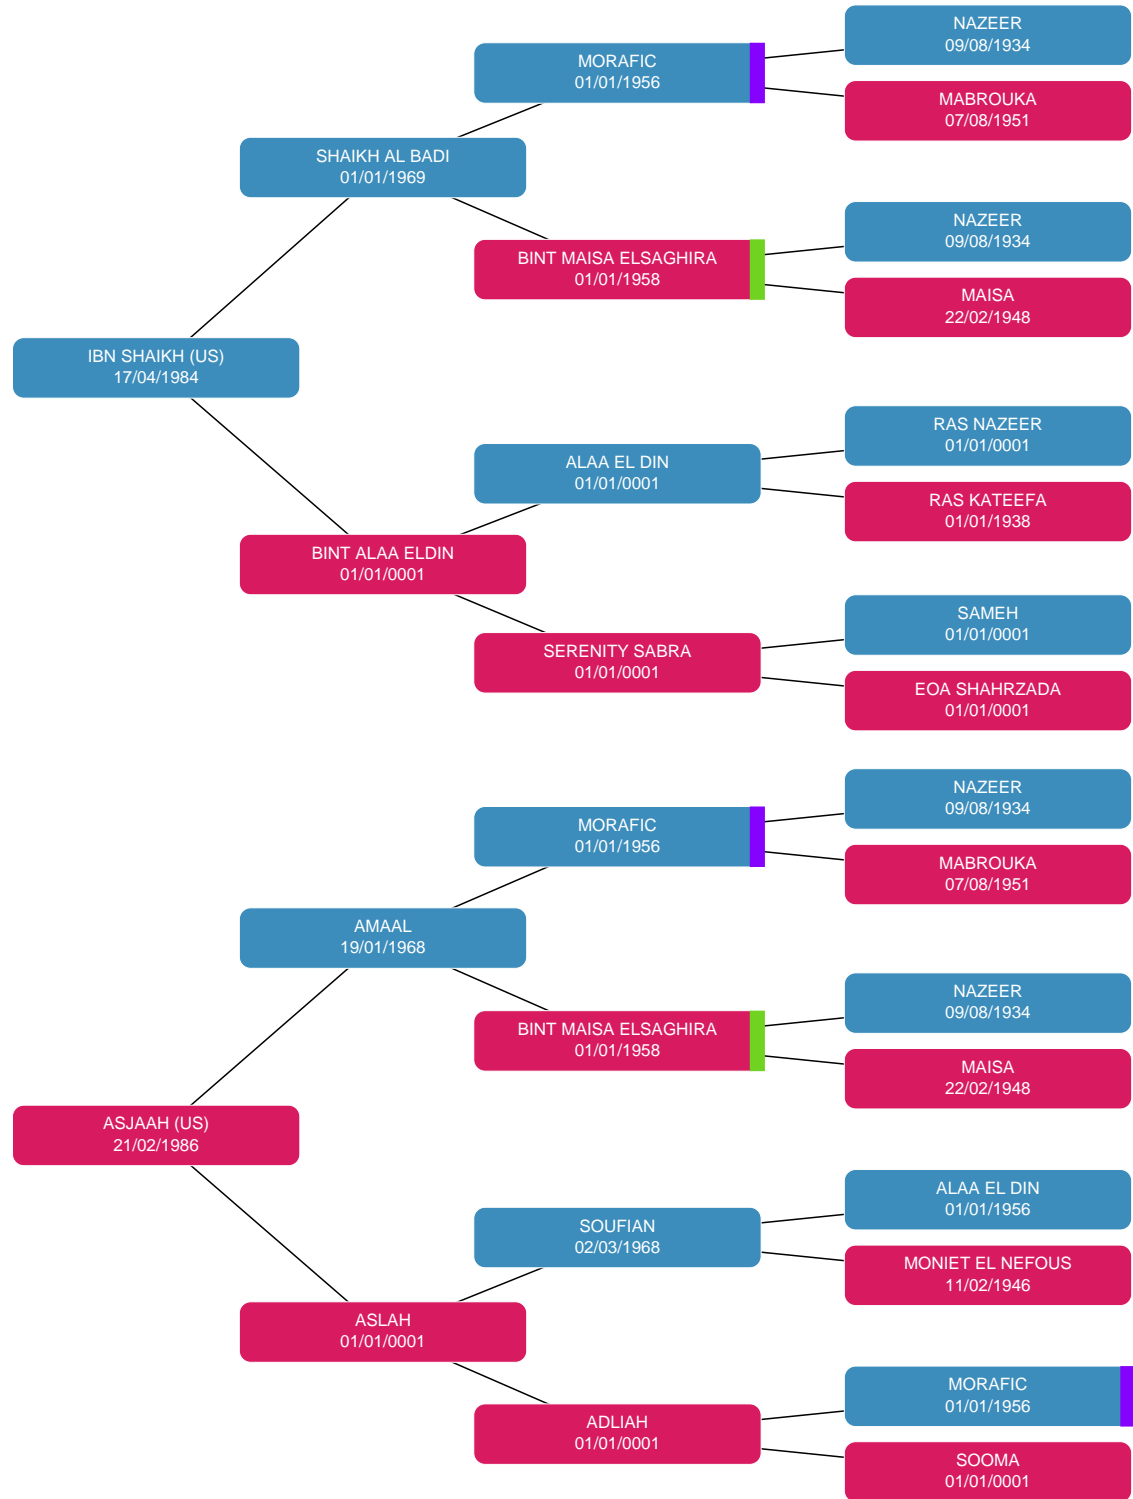 NAZEER
09/08/1934
MORAFIC
01/01/1956
MABROUKA
07/08/1951
SHAIKH AL BADI
01/01/1969
NAZEER
09/08/1934
BINT MAISA ELSAGHIRA
01/01/1958
MAISA
22/02/1948
IBN SHAIKH (US)
17/04/1984
RAS NAZEER
01/01/0001
ALAA EL DIN
01/01/0001
RAS KATEEFA
01/01/1938
BINT ALAA ELDIN
01/01/0001
SAMEH
01/01/0001
SERENITY SABRA
01/01/0001
EOA SHAHRZADA
01/01/0001
NAZEER
09/08/1934
MORAFIC
01/01/1956
MABROUKA
07/08/1951
AMAAL
19/01/1968
NAZEER
09/08/1934
BINT MAISA ELSAGHIRA
01/01/1958
MAISA
22/02/1948
ASJAAH (US)
21/02/1986
ALAA EL DIN
01/01/1956
SOUFIAN
02/03/1968
MONIET EL NEFOUS
11/02/1946
ASLAH
01/01/0001
MORAFIC
01/01/1956
ADLIAH
01/01/0001
SOOMA
01/01/0001